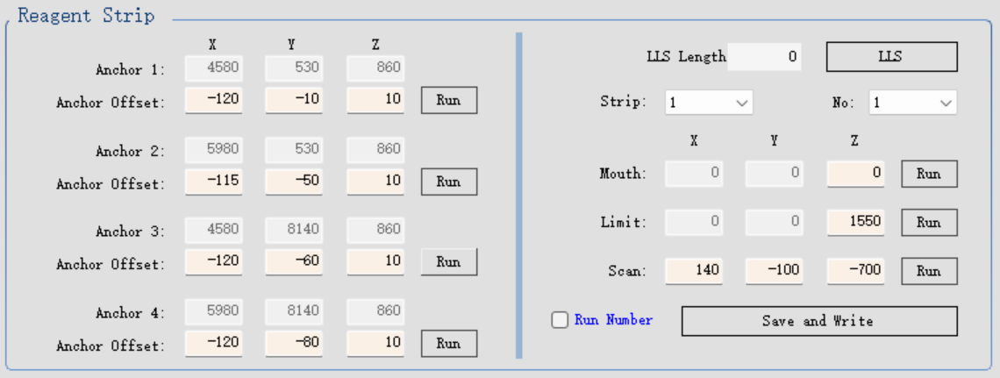 Reagent Strip
X Y Z
Anchor 1: 4580 530 860
Anchor Offset: -120 -10 10 Run
Anchor 2: 5980 530 860
Anchor Offset: -115 -50 10 Run
Anchor 3: 4580 8140 860
Anchor Offset: -120 -60 10 Run
Anchor 4: 5980 8140 860
Anchor Offset: -120 -80 10 Run
LLS Length 0 LLS
Strip: 1 No: 1
X Y Z
Mouth: 0 0 0 Run
Limit: 0 0 1550 Run
Scan: 140 -100 -700 Run
Run Number Save and Write